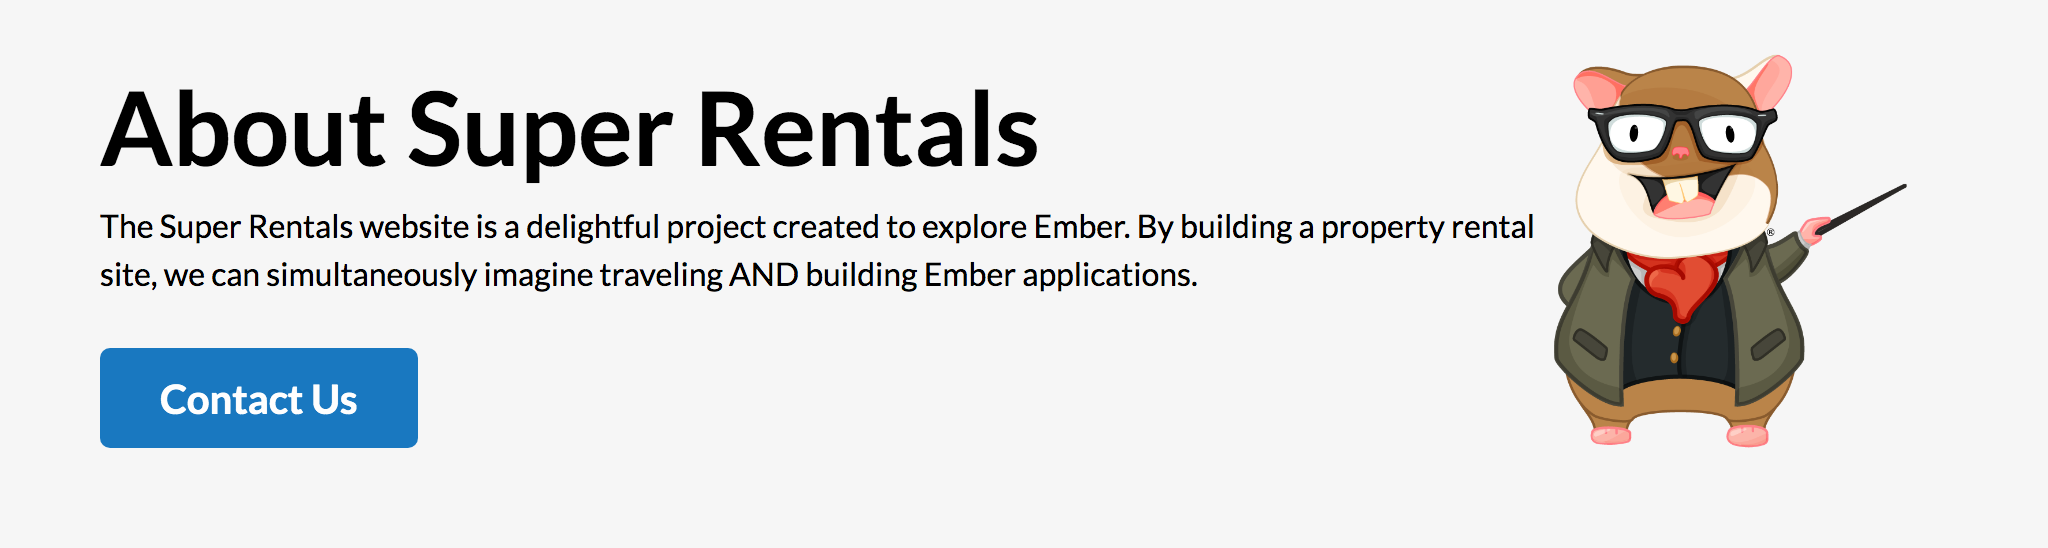 About Super Rentals
The Super Rentals website is a delightful project created to explore Ember. By building a property rental
site, we can simultaneously imagine traveling AND building Ember applications.
®
Contact Us